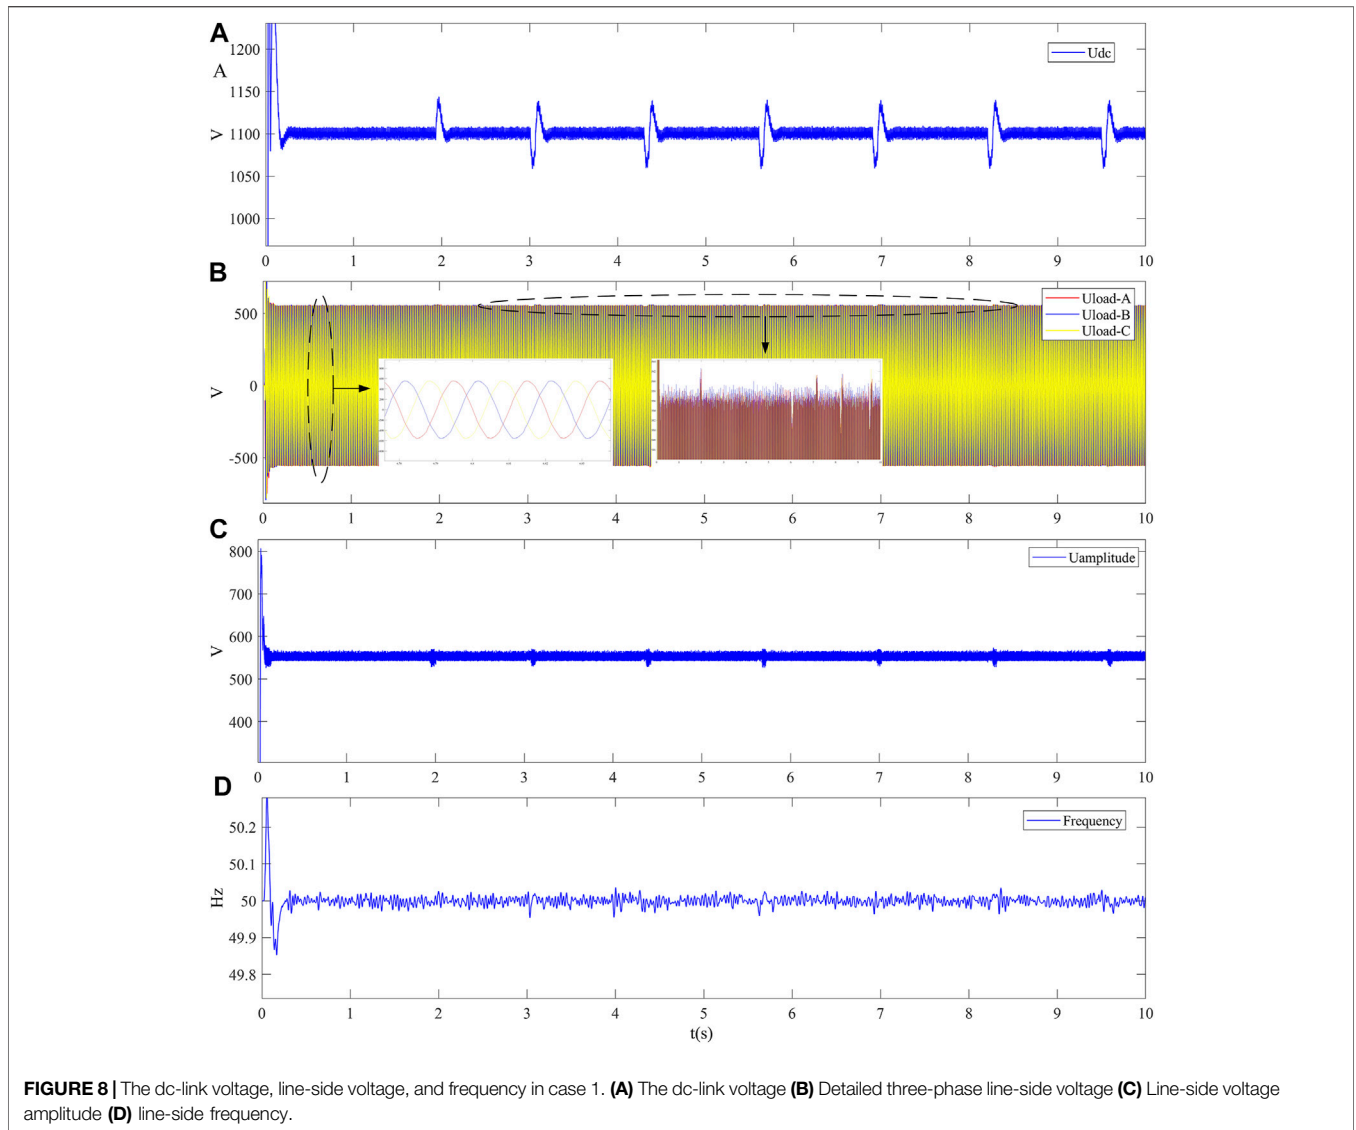 A
1200
A
1150
V
1100
1050
1000
Udc
0 1 2 3 4 5 6 7 8 9 10
B
500
0
V
-500
Uload-A
Uload-B
Uload-C
0 1 2 3 4 5 6 7 8 9 10
C
800
700
600
V
500
400
Uamplitude
0 1 2 3 4 5 6 7 8 9 10
D
50.2
50.1
Hz
50
49.9
49.8
Frequency
0 1 2 3 4 5 6 7 8 9 10
t(s)
FIGURE 8 | The dc-link voltage, line-side voltage, and frequency in case 1. (A) The dc-link voltage (B) Detailed three-phase line-side voltage (C) Line-side voltage
amplitude (D) line-side frequency.